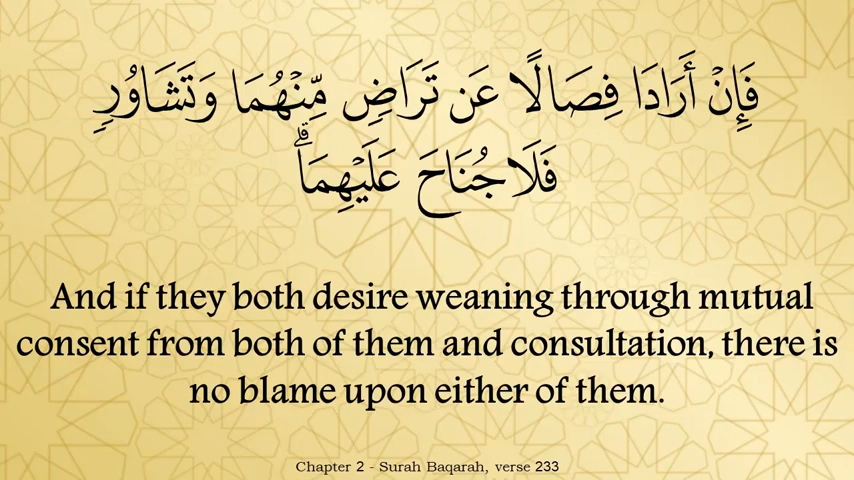 فَإِنۡ أَرَادَا فِصَالًا عَن تَرَاضٖ مِّنۡهُمَا وَتَشَاوُرٖ
فَلَا جُنَاحَ عَلَيۡهِمَاۗ
And if they both desire weaning through mutual
consent from both of them and consultation, there is
no blame upon either of them.
Chapter 2 - Surah Baqarah, verse 233